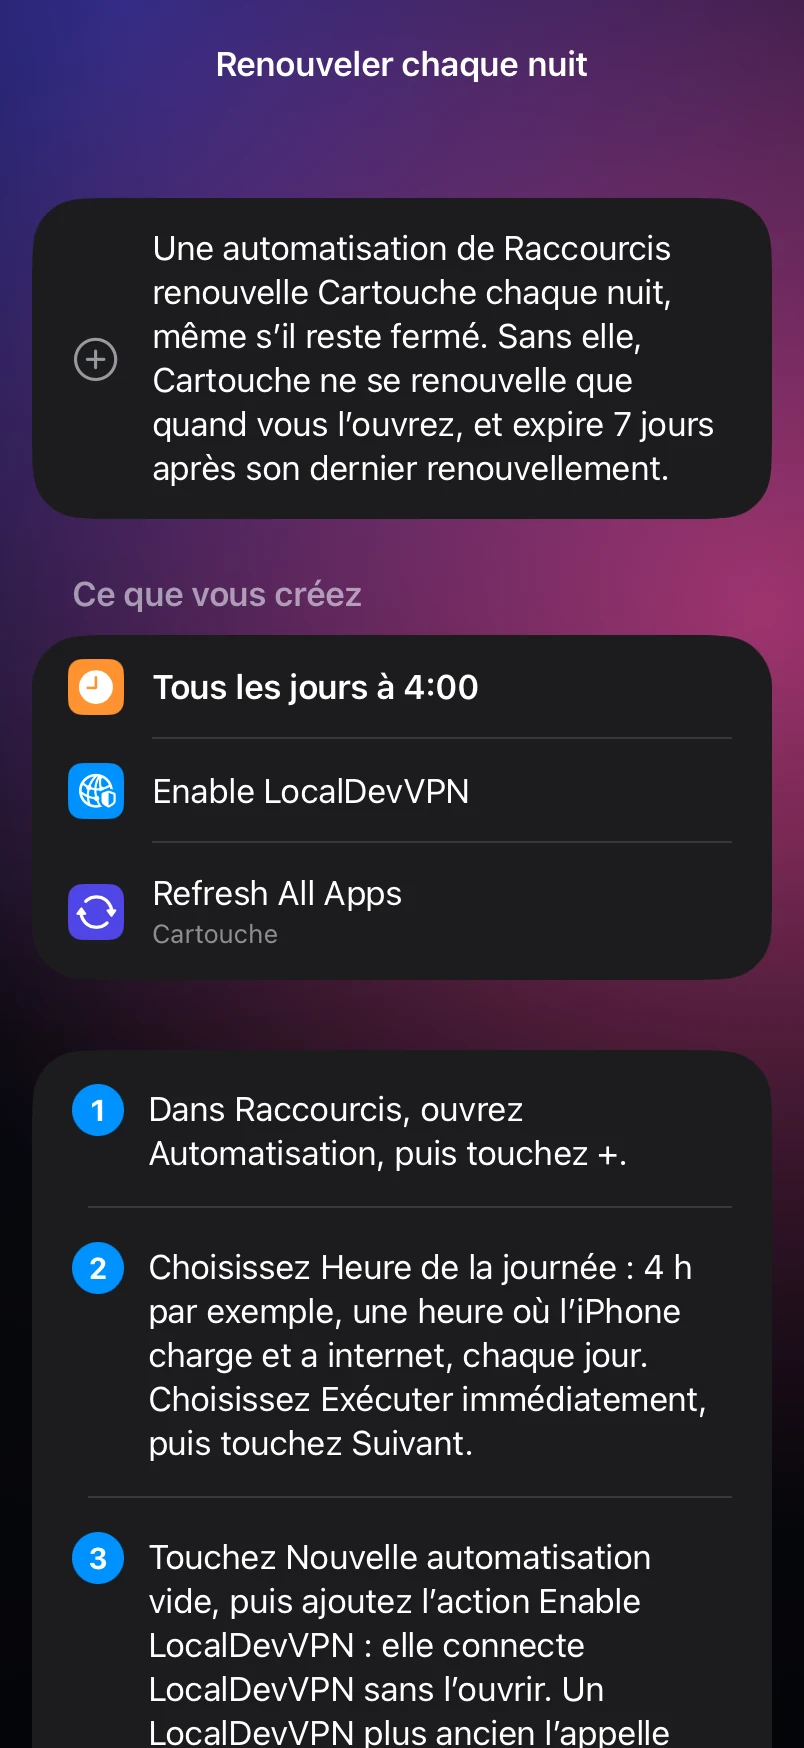 Renouveler chaque nuit
Une automatisation de Raccourcis
renouvelle Cartouche chaque nuit,
même s’il reste fermé. Sans elle,
Cartouche ne se renouvelle que
quand vous l’ouvrez, et expire 7 jours
après son dernier renouvellement.
Ce que vous créez
Tous les jours à 4:00
Enable LocalDevVPN
Refresh All Apps
Cartouche
1
Dans Raccourcis, ouvrez
Automatisation, puis touchez +.
2
Choisissez Heure de la journée : 4 h
par exemple, une heure où l’iPhone
charge et a internet, chaque jour.
Choisissez Exécuter immédiatement,
puis touchez Suivant.
3
Touchez Nouvelle automatisation
vide, puis ajoutez l’action Enable
LocalDevVPN : elle connecte
LocalDevVPN sans l’ouvrir. Un
LocalDevVPN plus ancien l’appelle